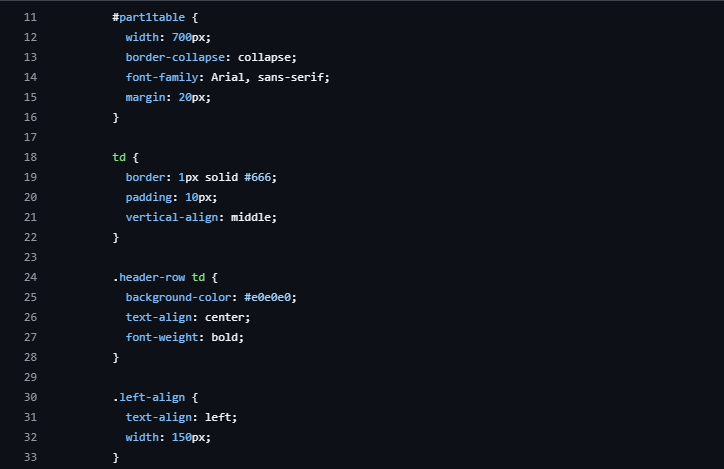 11 #part1table {
12 width: 700px;
13 border-collapse: collapse;
14 font-family: Arial, sans-serif;
15 margin: 20px;
16 }
17
18 td {
19 border: 1px solid #666;
20 padding: 10px;
21 vertical-align: middle;
22 }
23
24 .header-row td {
25 background-color: #e0e0e0;
26 text-align: center;
27 font-weight: bold;
28 }
29
30 .left-align {
31 text-align: left;
32 width: 150px;
33 }